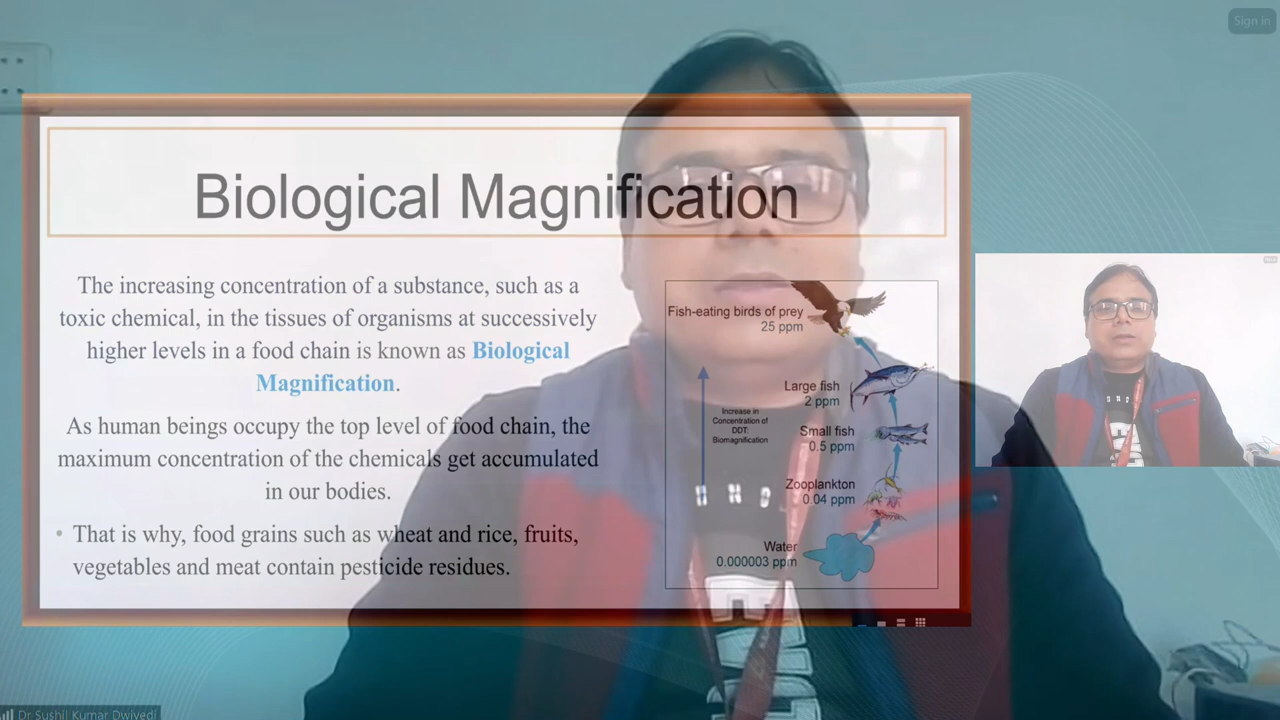 Sign in
Biological Magnification
The increasing concentration of a substance, such as a
toxic chemical, in the tissues of organisms at successively
higher levels in a food chain is known as Biological
Magnification.
As human beings occupy the top level of food chain, the
maximum concentration of the chemicals get accumulated
in our bodies.
• That is why, food grains such as wheat and rice, fruits,
vegetables and meat contain pesticide residues.
Fish-eating birds of prey
25 ppm
Large fish
2 ppm
Increase in
Concentration of
DDT:
Biomagnification
Small fish
0.5 ppm
Zooplankton
0.04 ppm
Water
0.000003 ppm
Dr Sushil Kumar Dwivedi